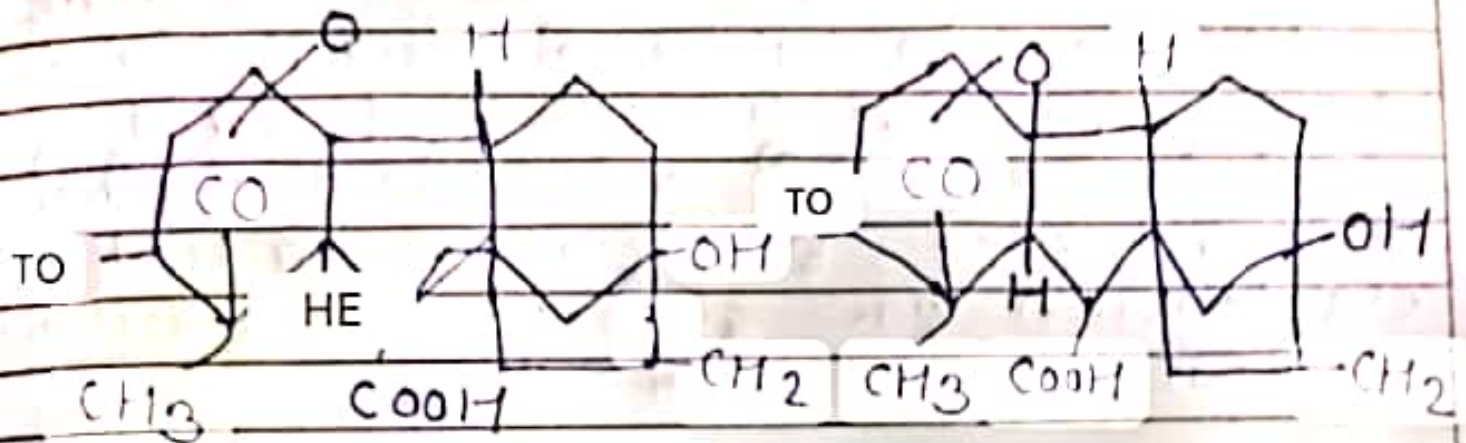 O H O H
CO CO
TO OH TO OH
HE H
CH3 COOH CH2 CH3 COOH CH2